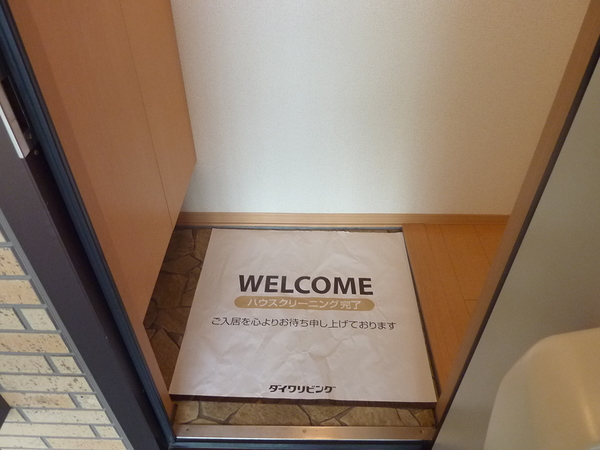 WELCOME
ハウスクリーニング完了
ご入居を心よりお待ち申し上げております
ダイワリビング